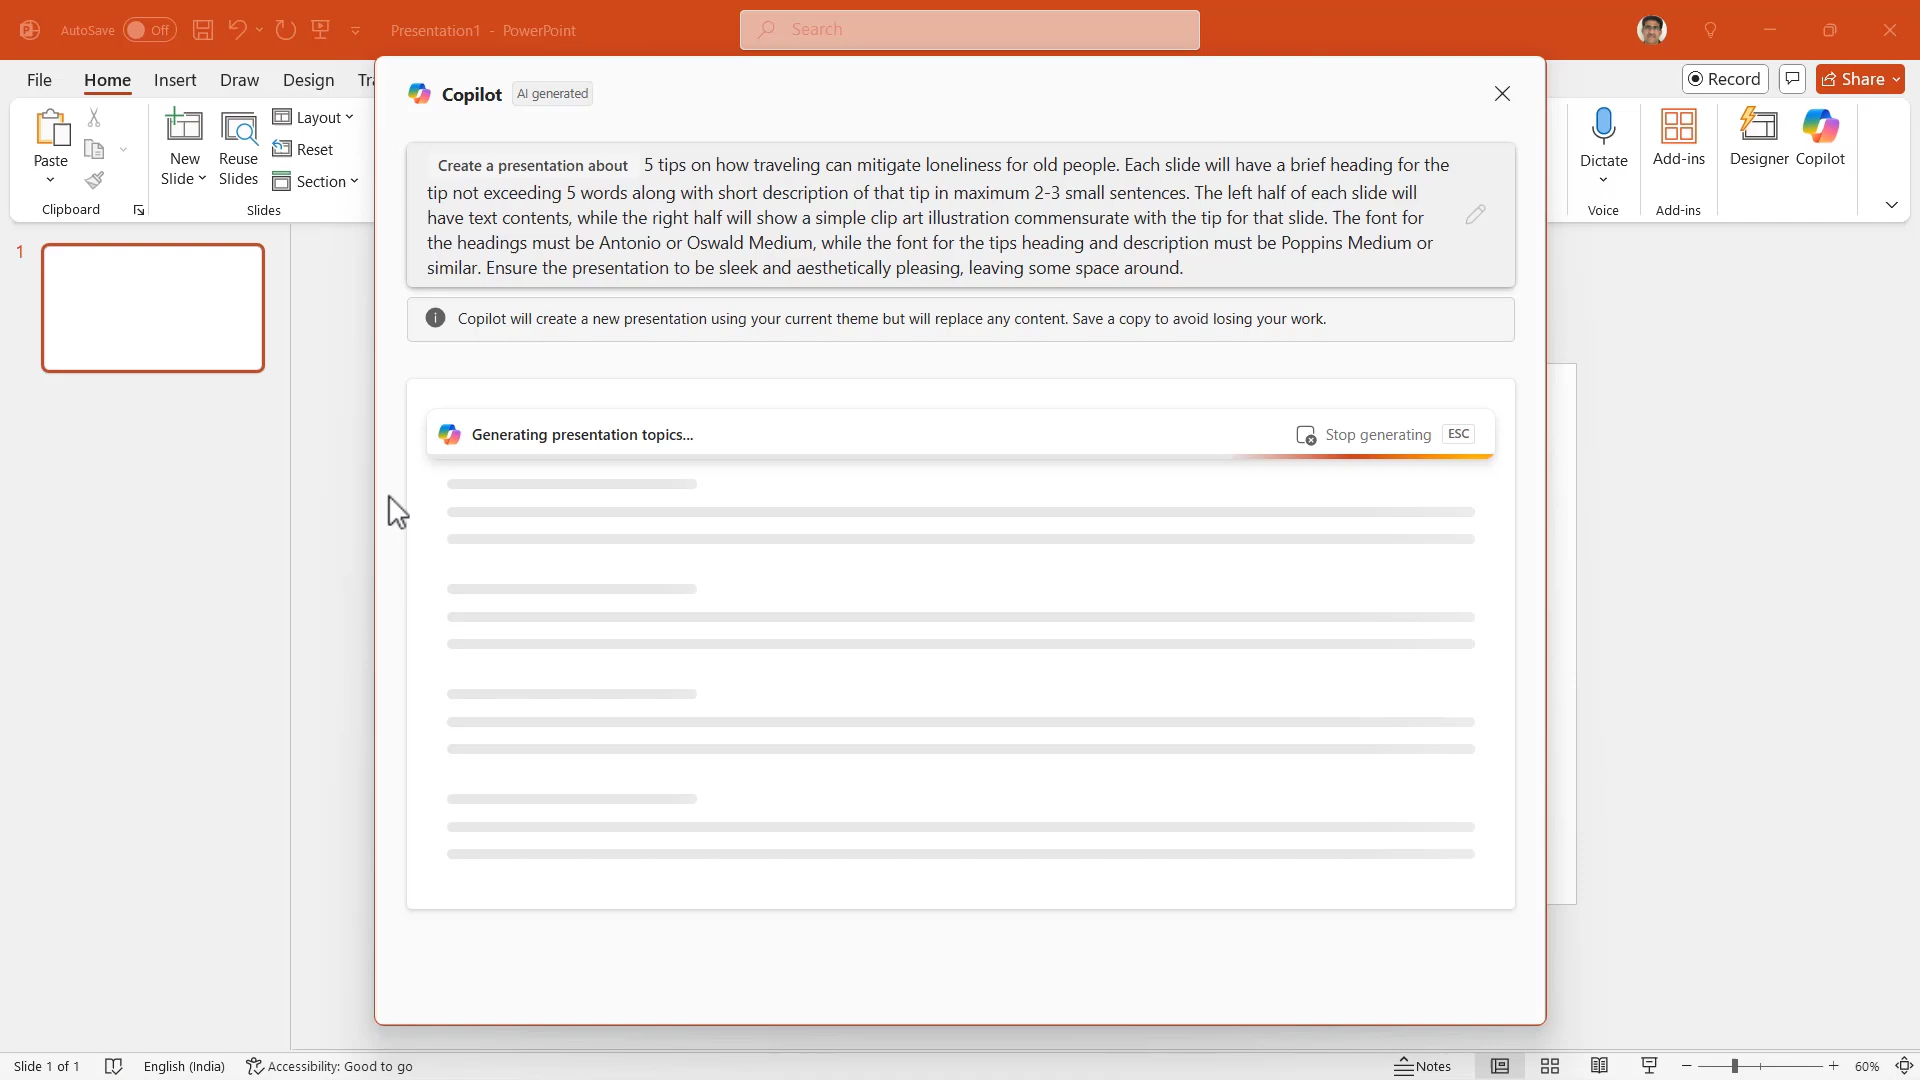 AutoSave Off Presentation1 - PowerPoint Search
File Home Insert Draw Design Tra Record Share
Paste
New Slide
Reuse Slides
Layout
Reset
Section
Clipboard
Slides
Dictate
Add-ins
Designer
Copilot
Voice
Add-ins
Copilot AI generated
Create a presentation about 5 tips on how traveling can mitigate loneliness for old people. Each slide will have a brief heading for the
tip not exceeding 5 words along with short description of that tip in maximum 2-3 small sentences. The left half of each slide will
have text contents, while the right half will show a simple clip art illustration commensurate with the tip for that slide. The font for
the headings must be Antonio or Oswald Medium, while the font for the tips heading and description must be Poppins Medium or
similar. Ensure the presentation to be sleek and aesthetically pleasing, leaving some space around.
Copilot will create a new presentation using your current theme but will replace any content. Save a copy to avoid losing your work.
Generating presentation topics... Stop generating ESC
1
Slide 1 of 1 English (India) Accessibility: Good to go Notes 60%